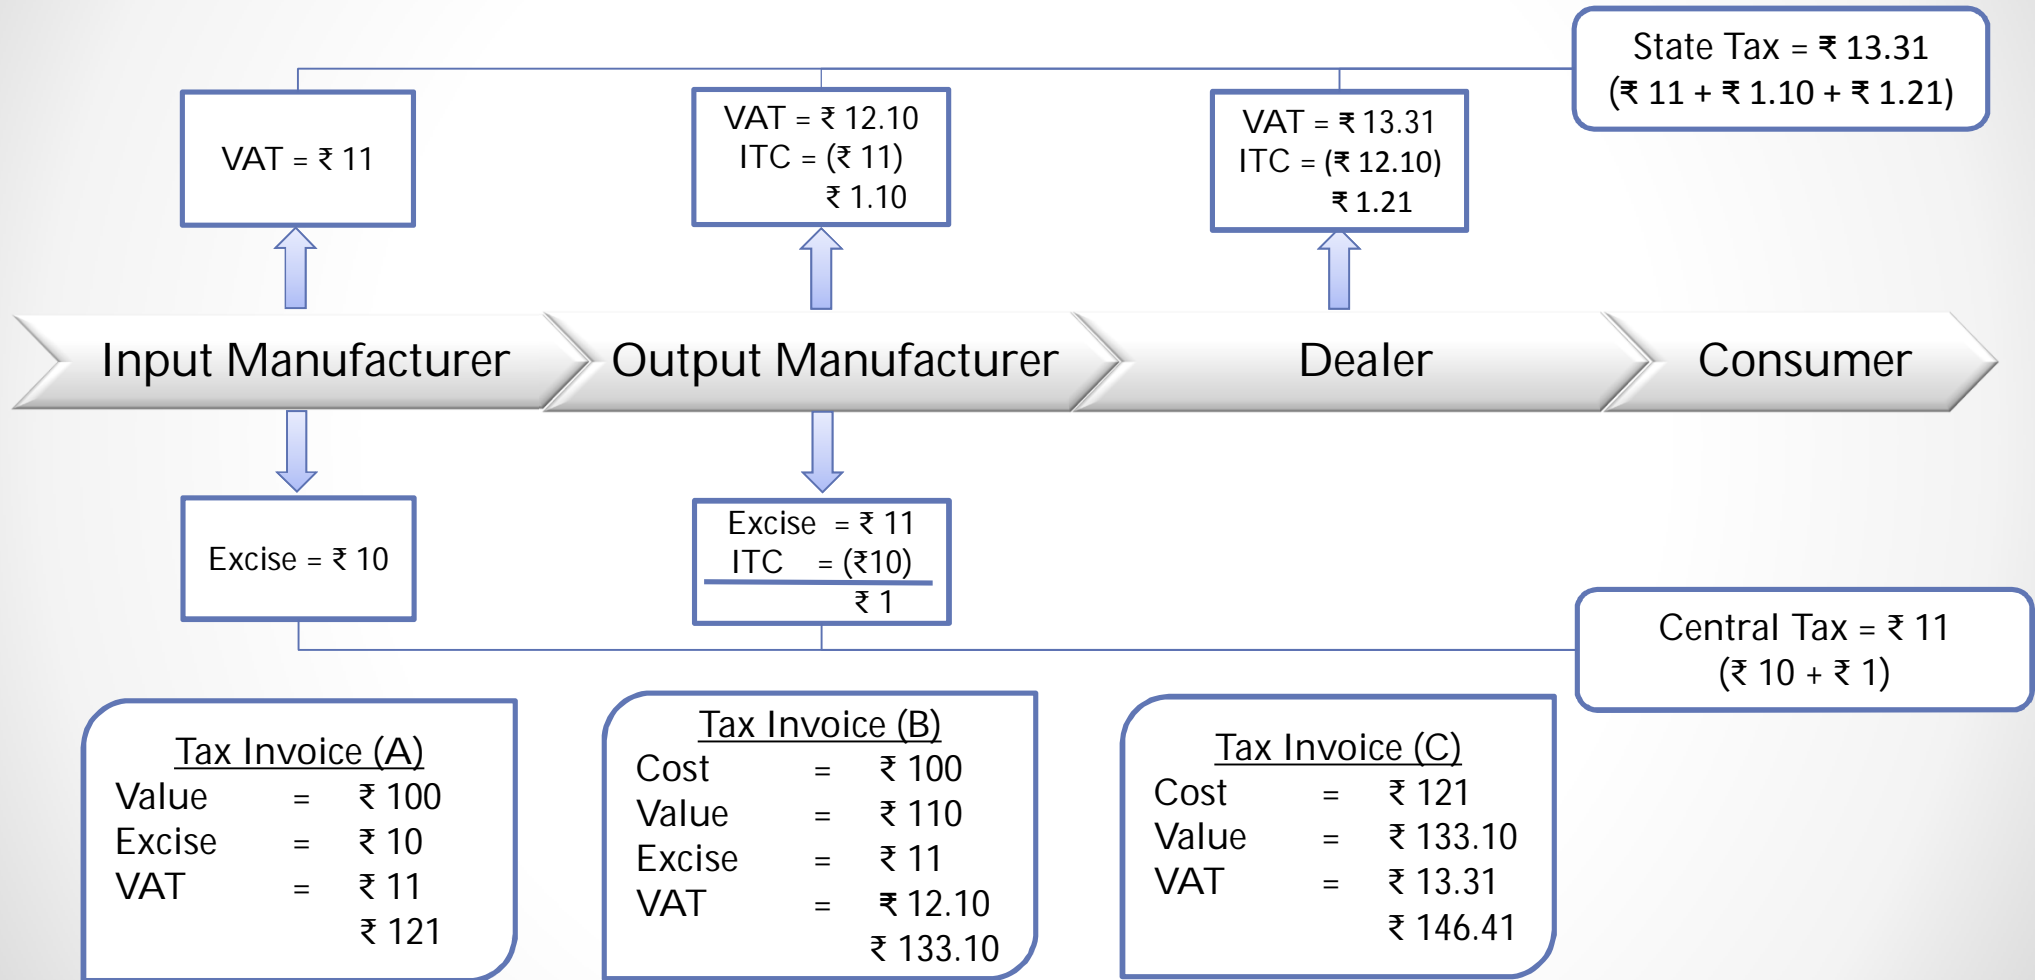 State Tax = ₹ 13.31
(₹ 11 + ₹ 1.10 + ₹ 1.21)
VAT = ₹ 11
VAT = ₹ 12.10
ITC = (₹ 11)
₹ 1.10
VAT = ₹ 13.31
ITC = (₹ 12.10)
₹ 1.21
Input Manufacturer
Output Manufacturer
Dealer
Consumer
Excise = ₹ 10
Excise = ₹ 11
ITC = (₹10)
₹ 1
Central Tax = ₹ 11
(₹ 10 + ₹ 1)
Tax Invoice (A)
Value = ₹ 100
Excise = ₹ 10
VAT = ₹ 11
₹ 121
Tax Invoice (B)
Cost = ₹ 100
Value = ₹ 110
Excise = ₹ 11
VAT = ₹ 12.10
₹ 133.10
Tax Invoice (C)
Cost = ₹ 121
Value = ₹ 133.10
VAT = ₹ 13.31
₹ 146.41